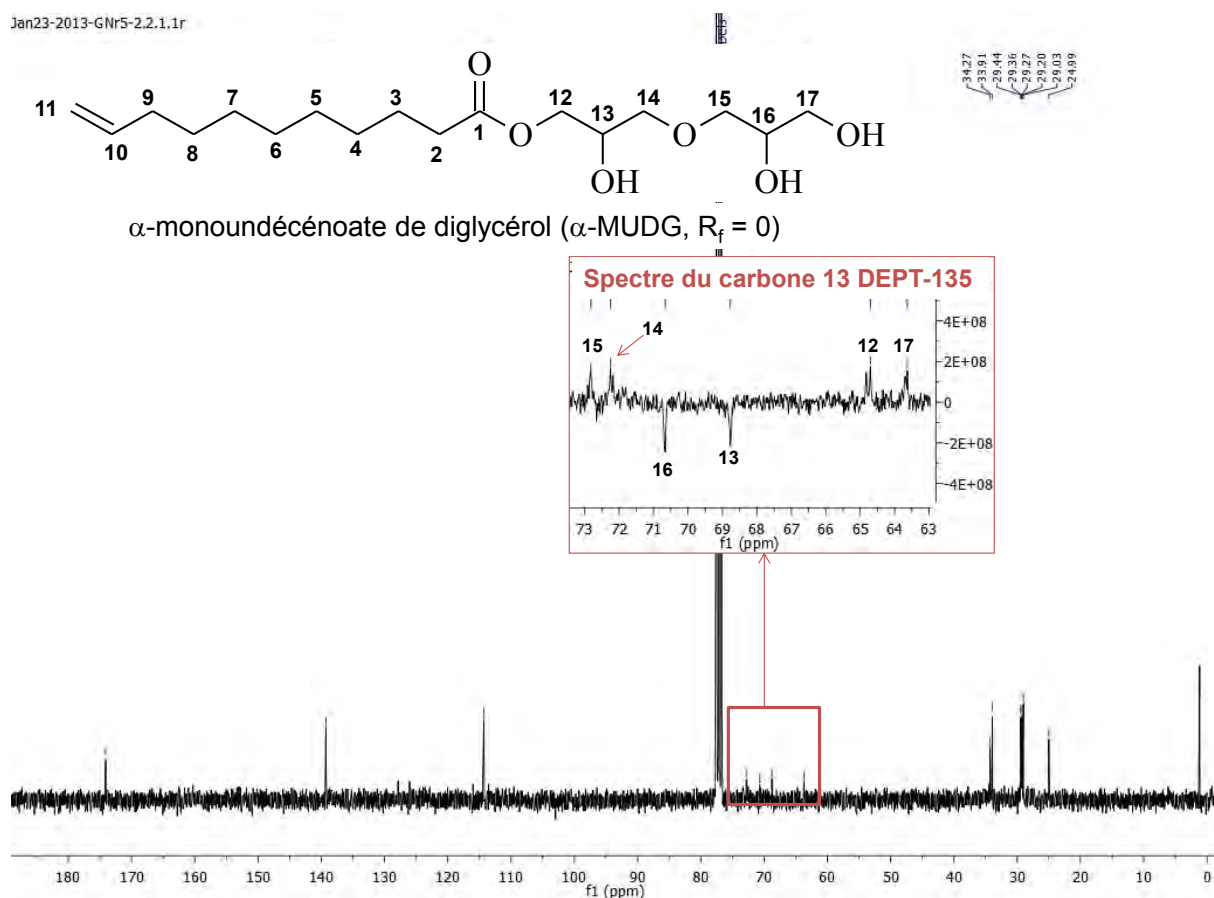 Jan23-2013-GNr5-2.2.1.1r
34.27
33.91
29.44
29.36
29.27
29.20
29.03
24.99
O
11 9 7 5 3 12 14 15 17
13 16
1 O O
10 8 6 4 2 OH
OH OH
α-monoundécénoate de diglycérol (α-MUDG, Rf = 0)
Spectre du carbone 13 DEPT-135
15 14 12 17
16 13
4E+08
2E+08
0
-2E+08
-4E+08
73 72 71 70 69 68 67 66 65 64 63
f1 (ppm)
180 170 160 150 140 130 120 110 100 90 80 70 60 50 40 30 20 10 0
f1 (ppm)